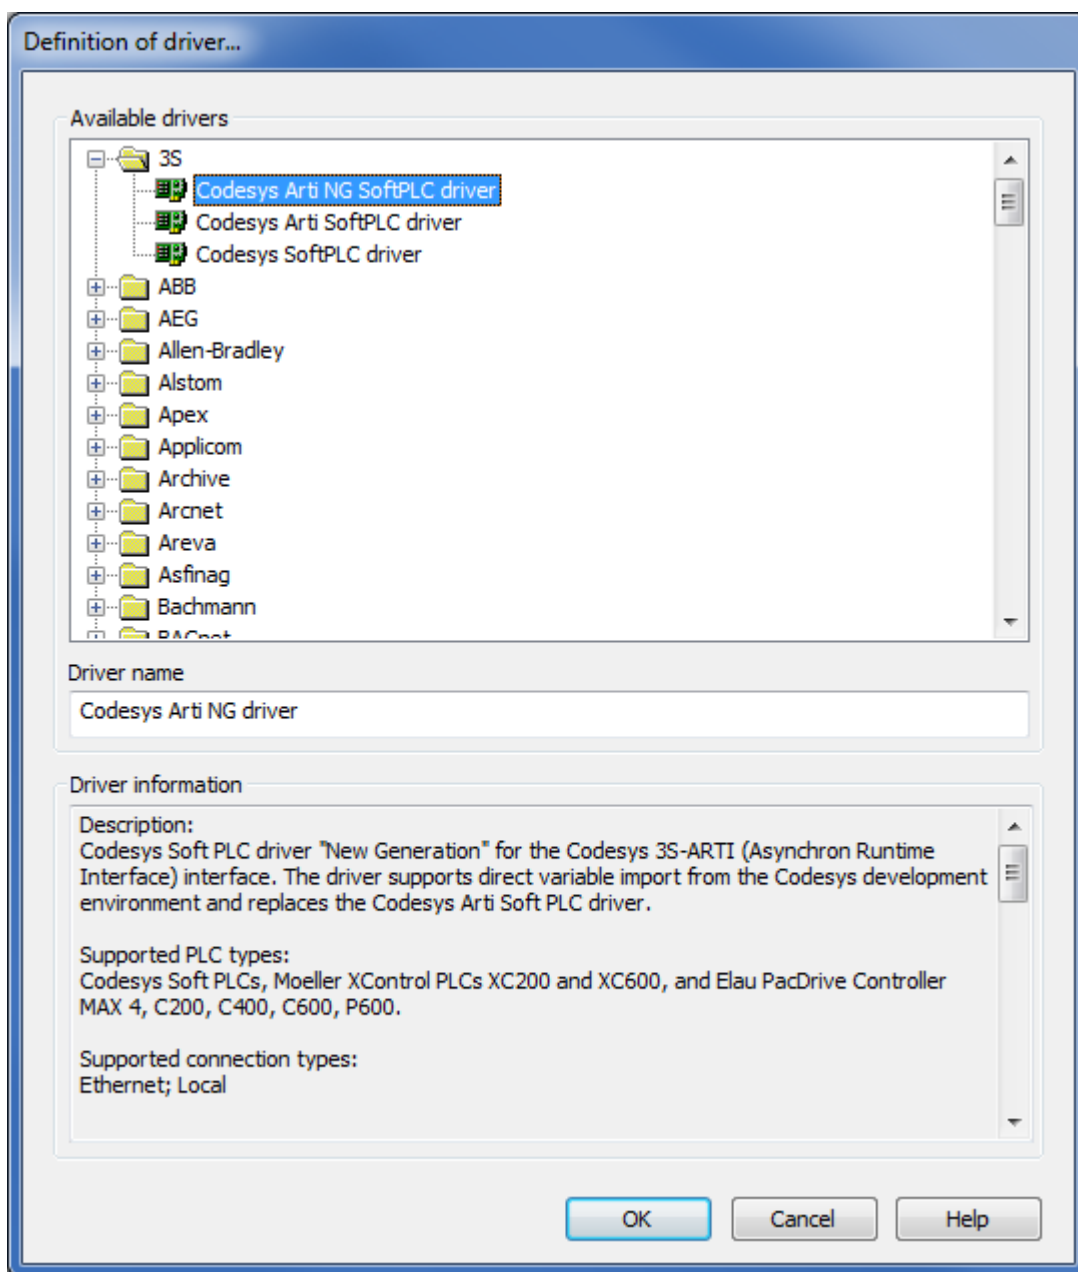 Definition of driver...
Available drivers
3S
Codesys Arti NG SoftPLC driver
Codesys Arti SoftPLC driver
Codesys SoftPLC driver
ABB
AEG
Allen-Bradley
Alstom
Apex
Applicom
Archive
Arcnet
Areva
Asfinag
Bachmann
BACnet
Driver name
Codesys Arti NG driver
Driver information
Description:
Codesys Soft PLC driver "New Generation" for the Codesys 3S-ARTI (Asynchron Runtime
Interface) interface. The driver supports direct variable import from the Codesys development
environment and replaces the Codesys Arti Soft PLC driver.
Supported PLC types:
Codesys Soft PLCs, Moeller XControl PLCs XC200 and XC600, and Elau PacDrive Controller
MAX 4, C200, C400, C600, P600.
Supported connection types:
Ethernet; Local
OK Cancel Help